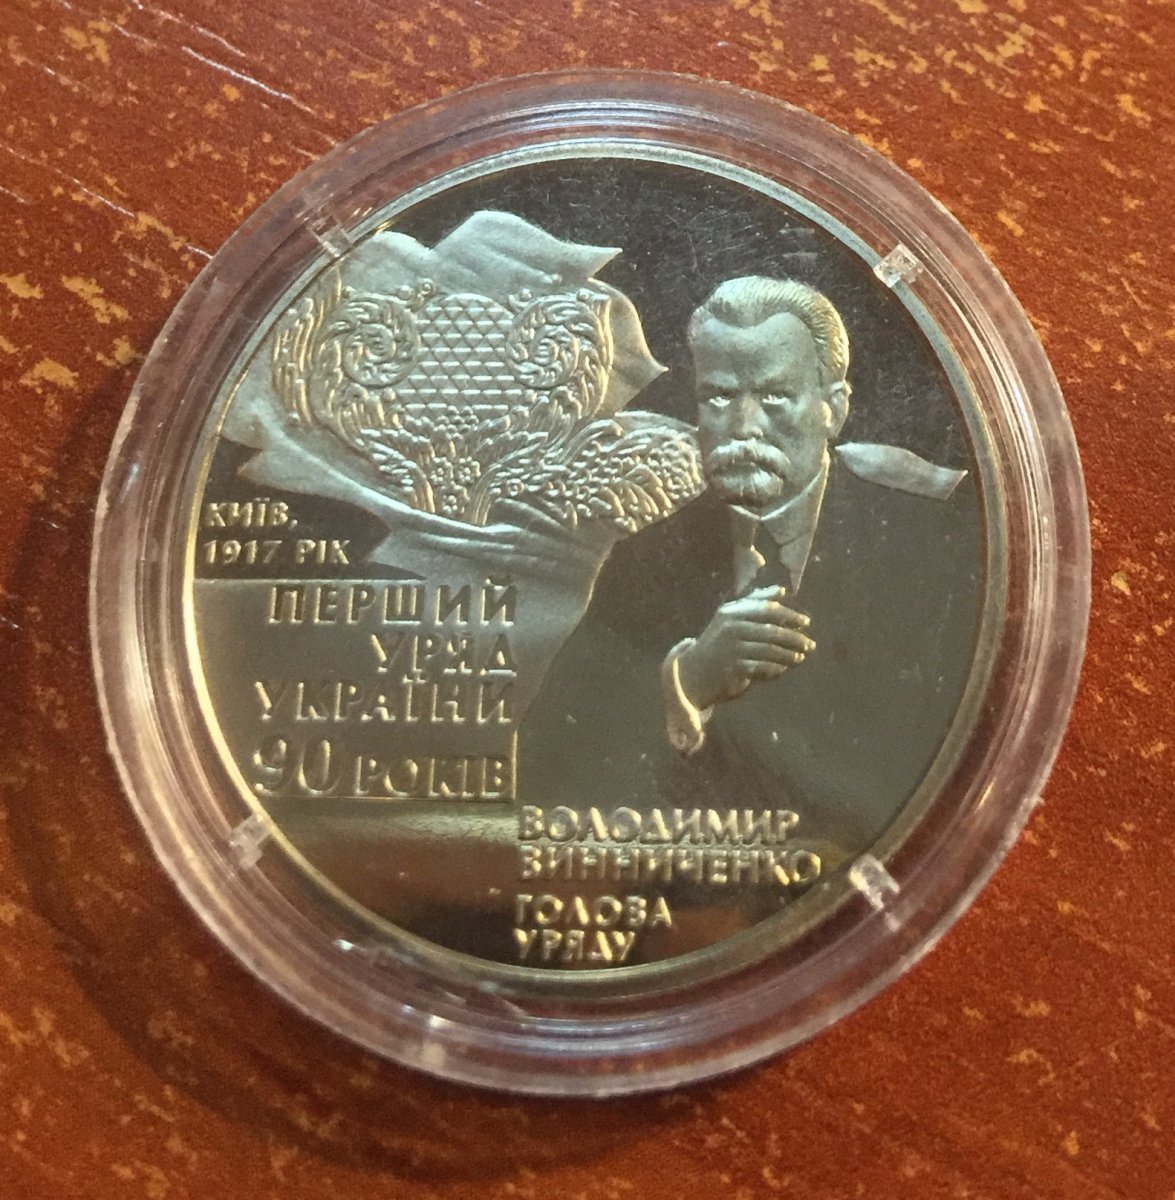 КИЇВ,
1917 РІК
ПЕРШИЙ
УРЯД
УКРАЇНИ
90 РОКІВ
ВОЛОДИМИР
ВИННИЧЕНКО
ГОЛОВА
УРЯДУ